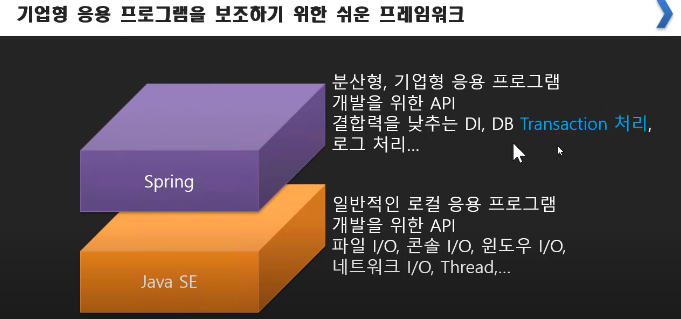 기업형 응용 프로그램을 보조하기 위한 쉬운 프레임워크
분산형, 기업형 응용 프로그램
개발을 위한 API
결합력을 낮추는 DI, DB Transaction 처리,
로그 처리...
Spring
일반적인 로컬 응용 프로그램
개발을 위한 API
파일 I/O, 콘솔 I/O, 윈도우 I/O,
네트워크 I/O, Thread,...
Java SE